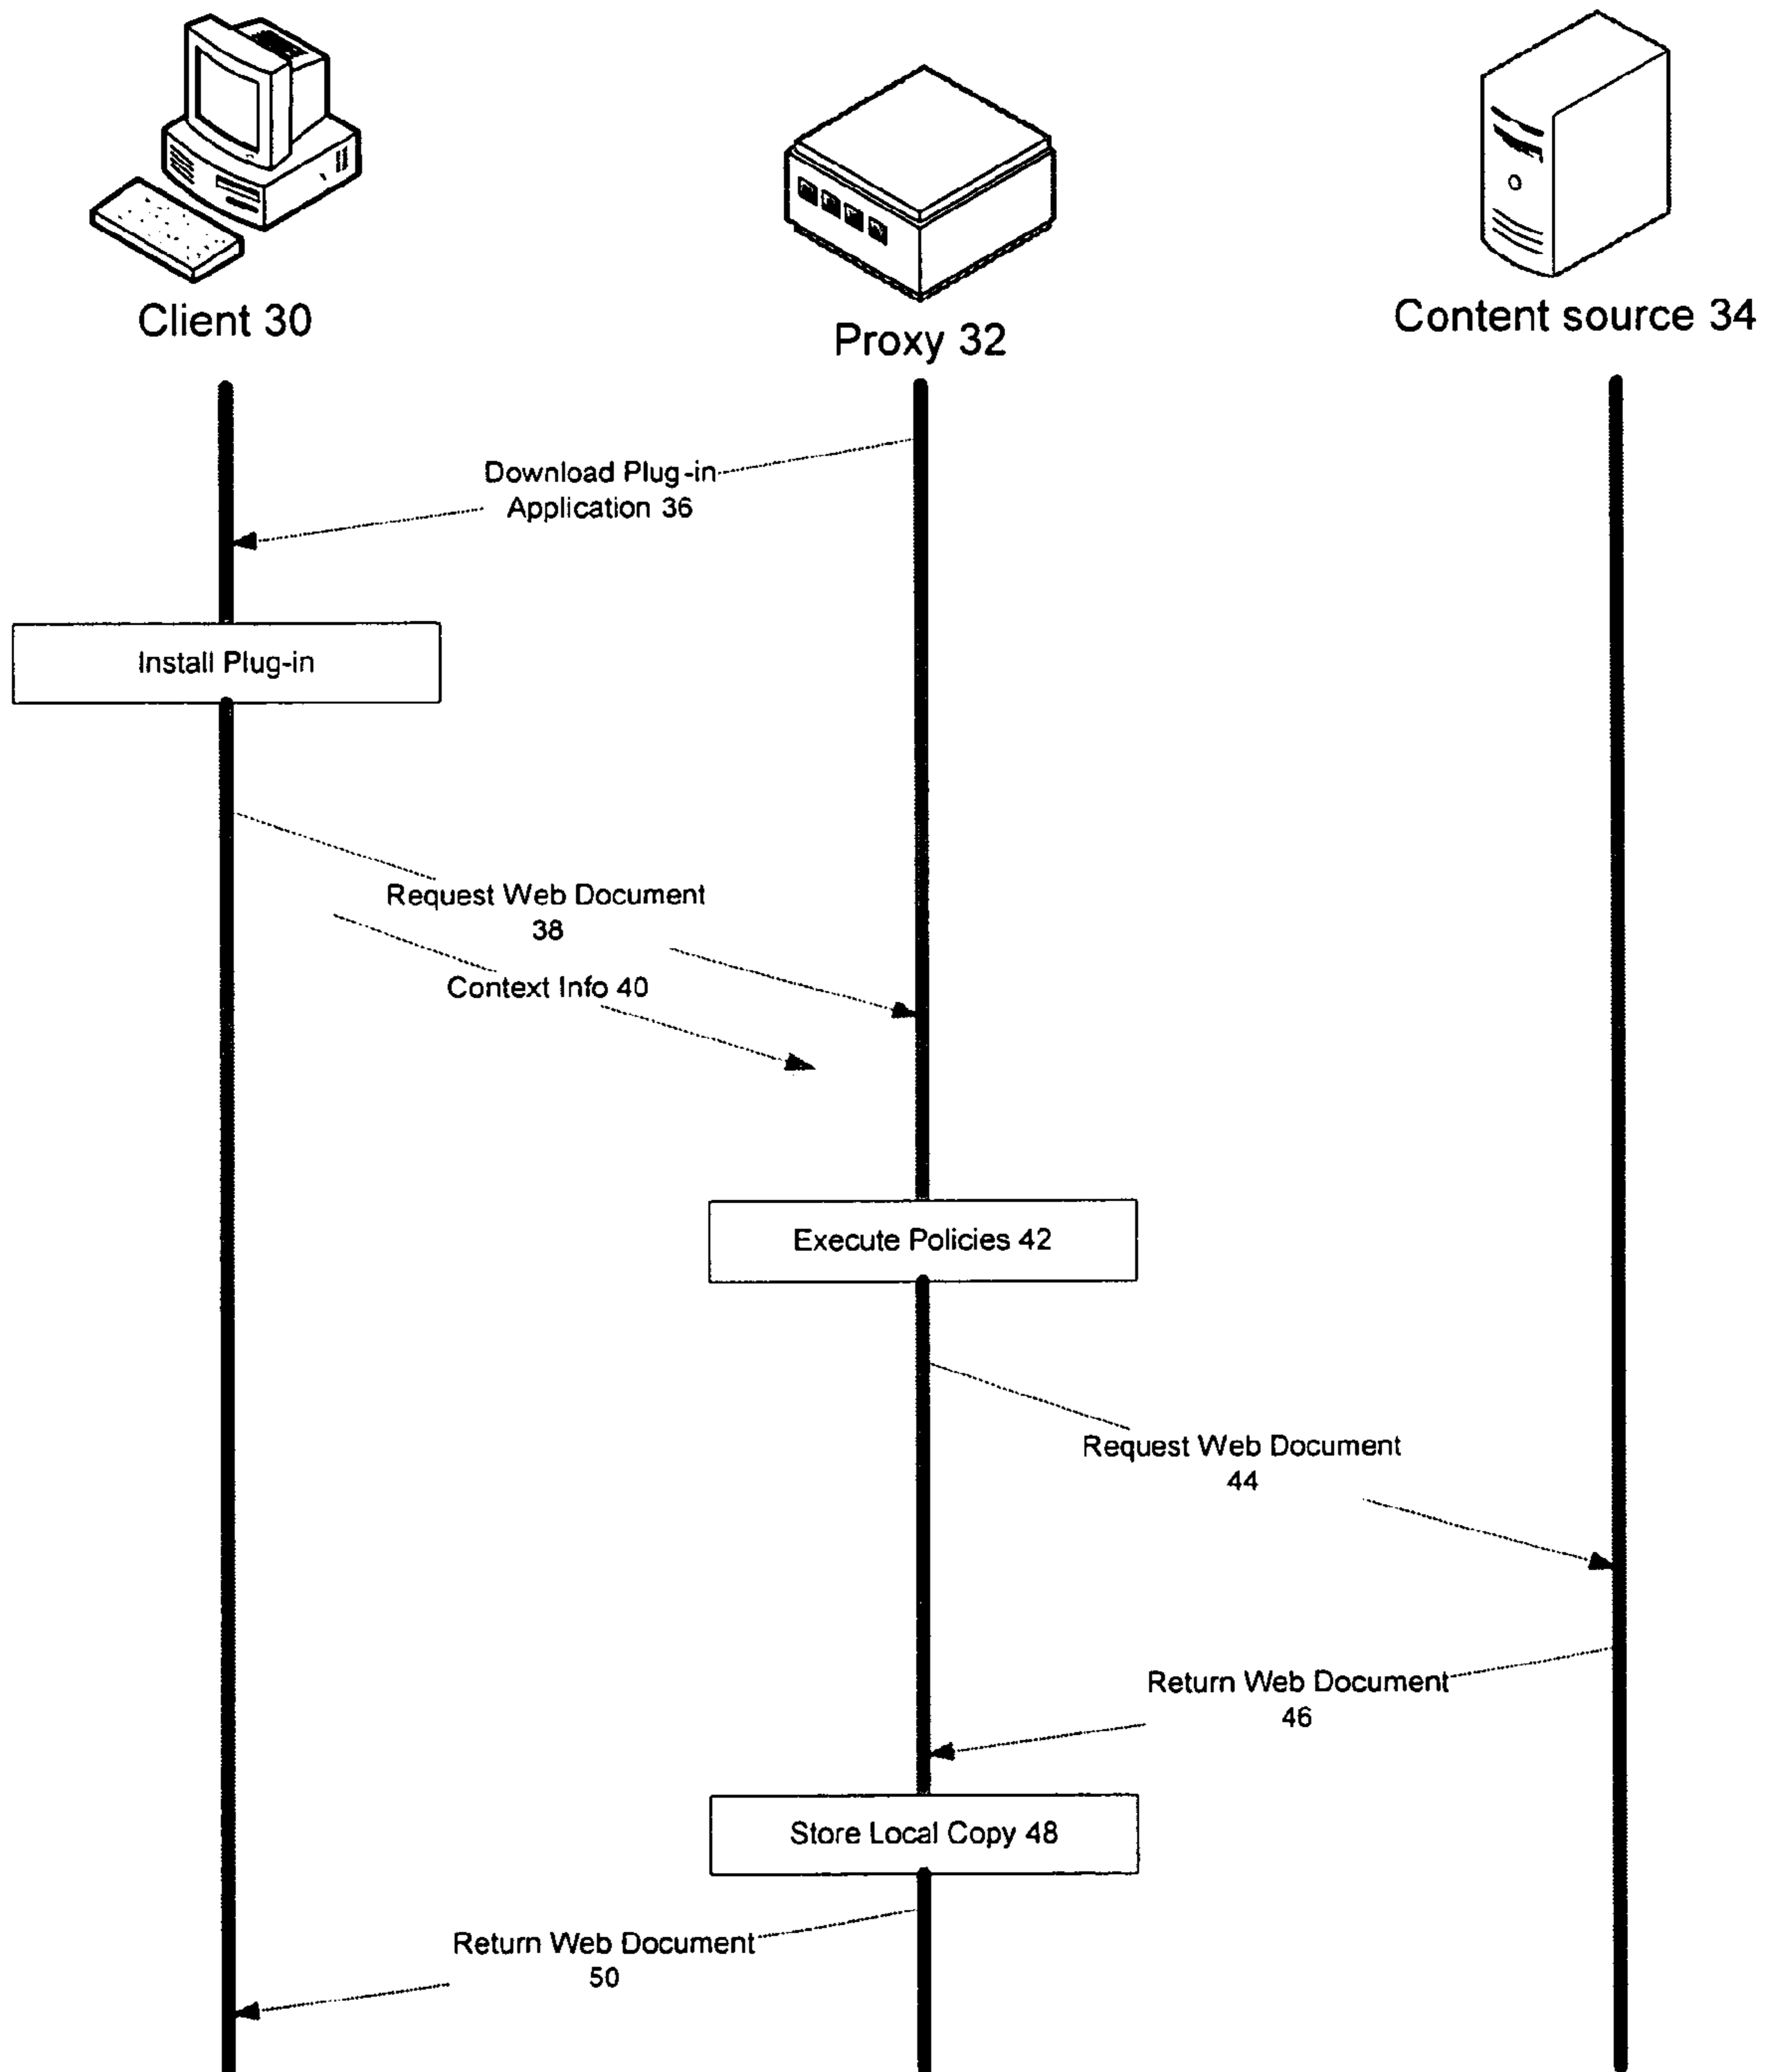 Client 30
Proxy 32
Content source 34
Download Plug-in
Application 36
Install Plug-in
Request Web Document
38
Context Info 40
Execute Policies 42
Request Web Document
44
Return Web Document
46
Store Local Copy 48
Return Web Document
50